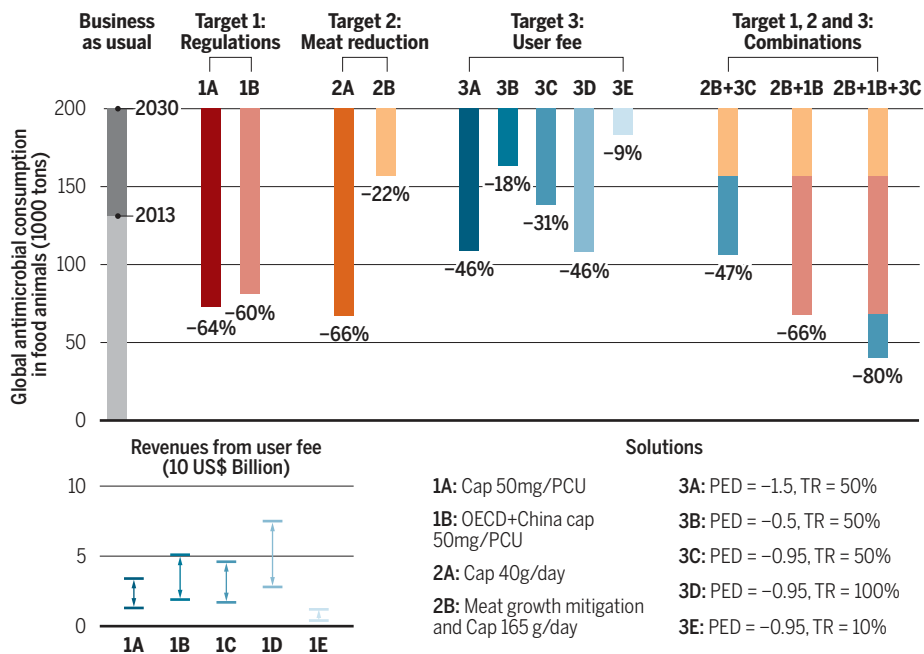 Business
as usual
Target 1:
Regulations
Target 2:
Meat reduction
Target 3:
User fee
Target 1, 2 and 3:
Combinations
1A 1B 2A 2B 3A 3B 3C 3D 3E 2B+3C 2B+1B 2B+1B+3C
Global antimicrobial consumption
in food animals (1000 tons)
200
150
100
50
0
2030
2013
−64%
−60%
−66%
−22%
−46%
−18%
−31%
−46%
−9%
−47%
−66%
−80%
Revenues from user fee
(10 US$ Billion)
10
5
0
1A 1B 1C 1D 1E
Solutions
1A: Cap 50mg/PCU
1B: OECD+China cap
50mg/PCU
2A: Cap 40g/day
2B: Meat growth mitigation
and Cap 165 g/day
3A: PED = −1.5, TR = 50%
3B: PED = −0.5, TR = 50%
3C: PED = −0.95, TR = 50%
3D: PED = −0.95, TR = 100%
3E: PED = −0.95, TR = 10%